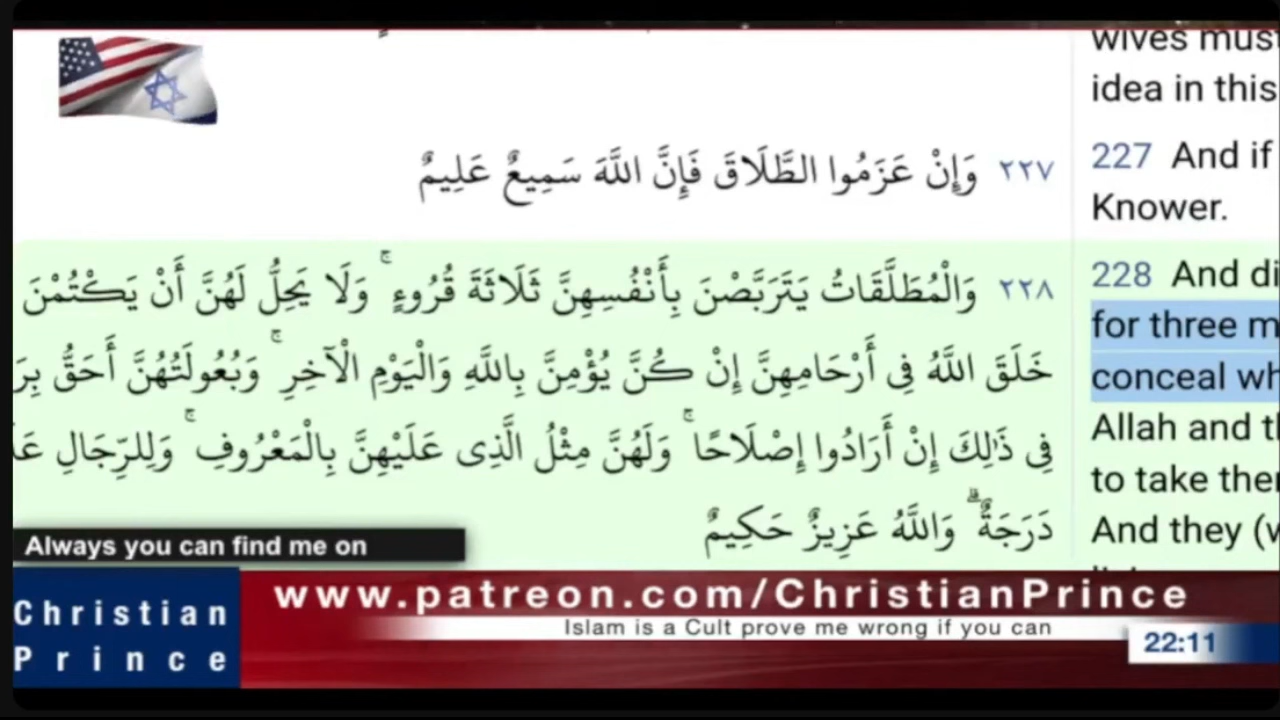 wives must
idea in this
٢٢٧ وَإِنْ عَزَمُوا الطَّلَاقَ فَإِنَّ اللَّهَ سَمِيعٌ عَلِيمٌ
227 And if
Knower.
٢٢٨ وَالْمُطَلَّقَاتُ يَتَرَبَّصْنَ بِأَنْفُسِهِنَّ ثَلَاثَةَ قُرُوءٍ ۚ وَلَا يَحِلُّ لَهُنَّ أَنْ يَكْتُمْنَ
خَلَقَ اللَّهُ فِي أَرْحَامِهِنَّ إِنْ كُنَّ يُؤْمِنَّ بِاللَّهِ وَالْيَوْمِ الْآخِرِ ۚ وَبُعُولَتُهُنَّ أَحَقُّ
فِي ذَٰلِكَ إِنْ أَرَادُوا إِصْلَاحًا ۚ وَلَهُنَّ مِثْلُ الَّذِي عَلَيْهِنَّ بِالْمَعْرُوفِ ۚ وَلِلرِّجَالِ
دَرَجَةٌ ۗ وَاللَّهُ عَزِيزٌ حَكِيمٌ
228 And di
for three m
conceal wh
Allah and th
to take the
And they (w
Always you can find me on
www.patreon.com/ChristianPrince
Islam is a Cult prove me wrong if you can
Christian
Prince
22:11